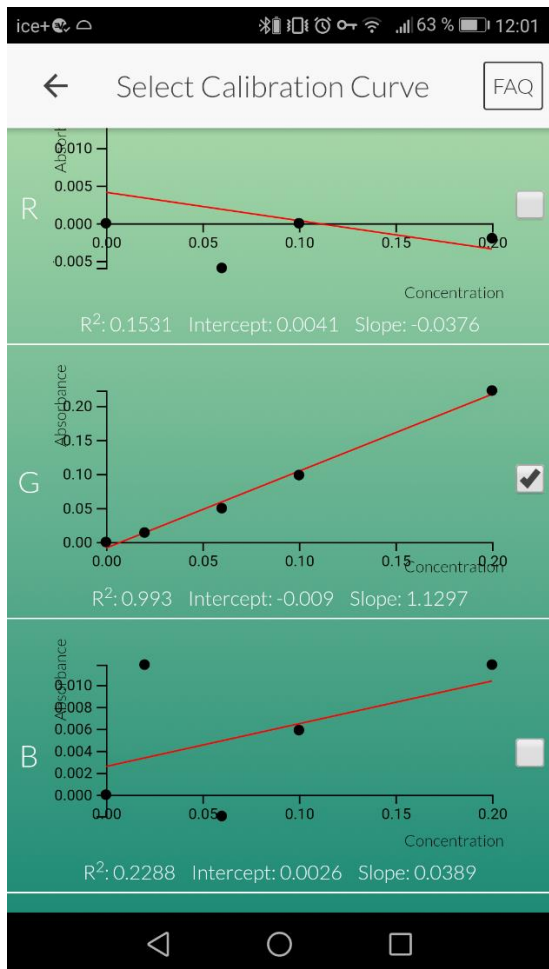 ice+ 63 % 12:01
Select Calibration Curve FAQ
Absorb
0.010
0.005
R
0.000
0.00 0.05 0.10 0.15 0.20
-0.005
Concentration
R²: 0.1531 Intercept: 0.0041 Slope: -0.0376
Absorbance
0.20
0.15
G
0.10
0.05
0.00
0.00 0.05 0.10 0.15 0.20
Concentration
R²: 0.993 Intercept: -0.009 Slope: 1.1297
Absorbance
0.010
0.008
0.006
B
0.004
0.002
0.000
0.00 0.05 0.10 0.15 0.20
Concentration
R²: 0.2288 Intercept: 0.0026 Slope: 0.0389